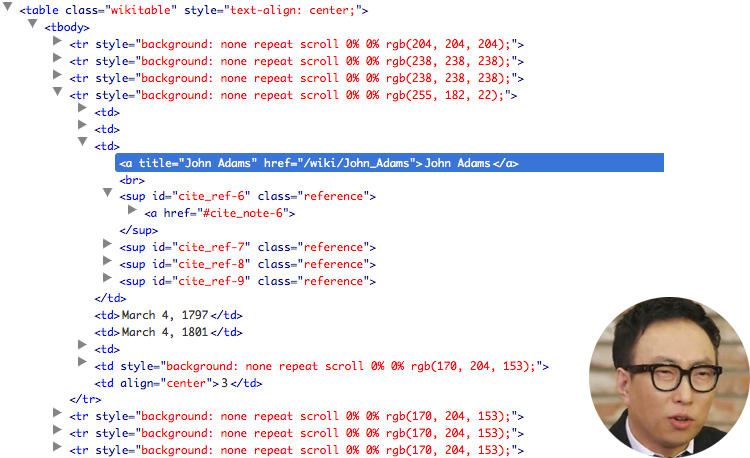 <table class="wikitable" style="text-align: center;">
<tbody>
<tr style="background: none repeat scroll 0% 0% rgb(204, 204, 204);">
<tr style="background: none repeat scroll 0% 0% rgb(238, 238, 238);">
<tr style="background: none repeat scroll 0% 0% rgb(238, 238, 238);">
<tr style="background: none repeat scroll 0% 0% rgb(255, 182, 22);">
<td>
<td>
<td>
<a title="John Adams" href="/wiki/John_Adams">John Adams</a>
<br>
<sup id="cite_ref-6" class="reference">
<a href="#cite_note-6">
</sup>
<sup id="cite_ref-7" class="reference">
<sup id="cite_ref-8" class="reference">
<sup id="cite_ref-9" class="reference">
</td>
<td>March 4, 1797</td>
<td>March 4, 1801</td>
<td>
<td style="background: none repeat scroll 0% 0% rgb(170, 204, 153);">
<td align="center">3</td>
</tr>
<tr style="background: none repeat scroll 0% 0% rgb(170, 204, 153);">
<tr style="background: none repeat scroll 0% 0% rgb(170, 204, 153);">
<tr style="background: none repeat scroll 0% 0% rgb(170, 204, 153);">